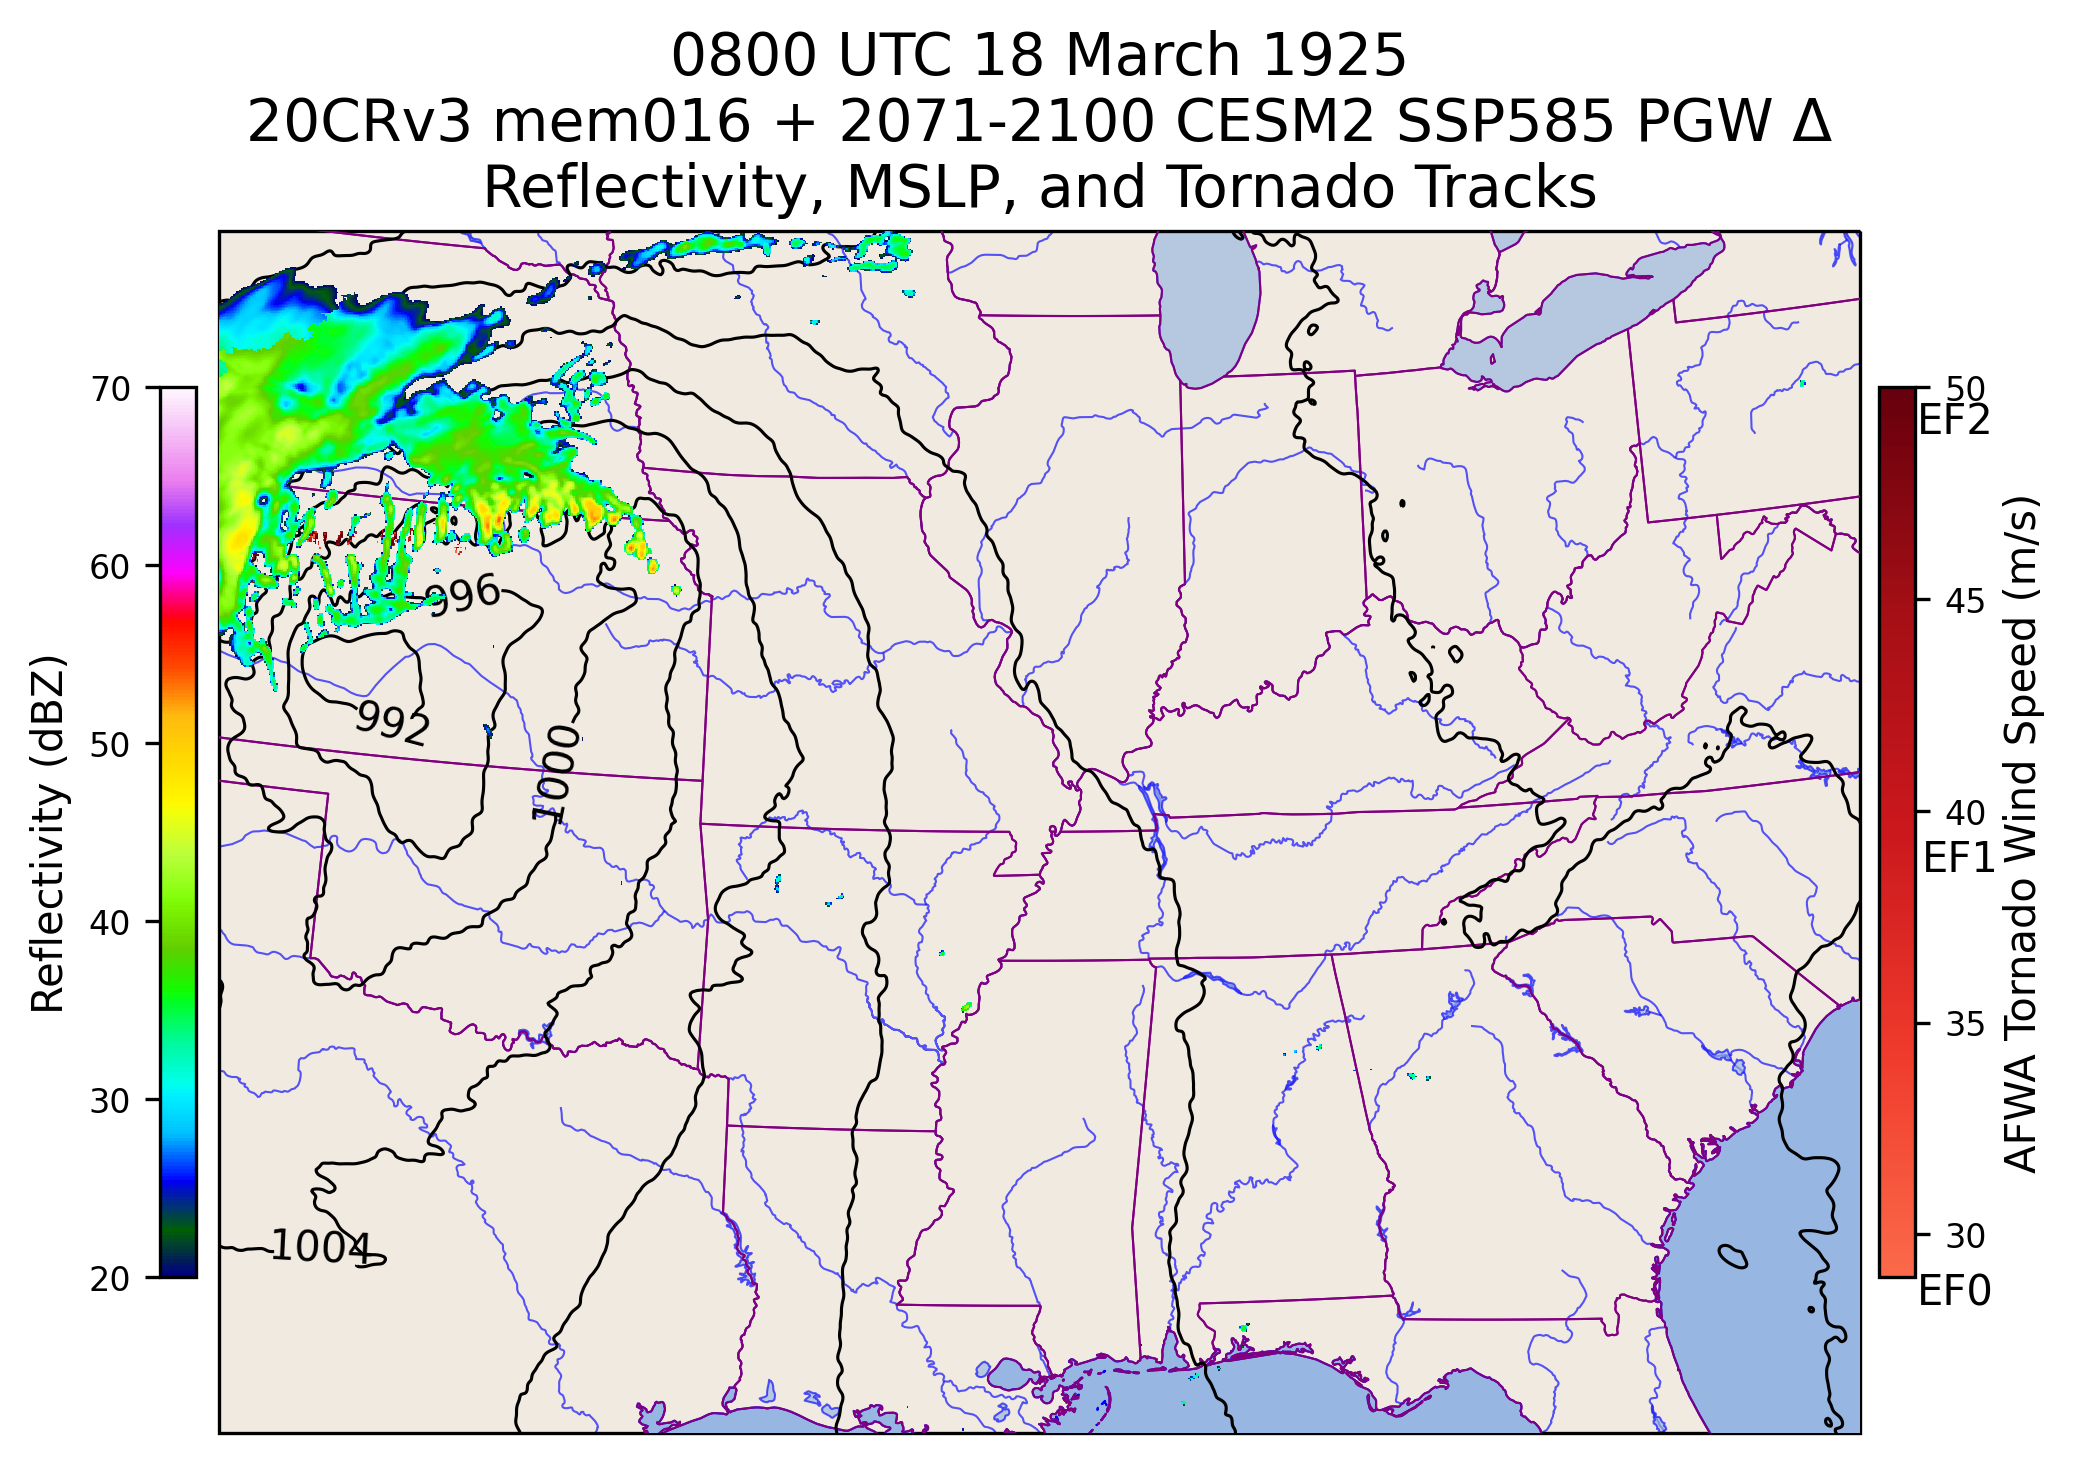 0800 UTC 18 March 1925
20CRv3 mem016 + 2071-2100 CESM2 SSP585 PGW Δ
Reflectivity, MSLP, and Tornado Tracks
70
60
50
40
30
20
Reflectivity (dBZ)
996
992
1000
1004
50
EF2
45
40
EF1
35
30
EF0
AFWA Tornado Wind Speed (m/s)